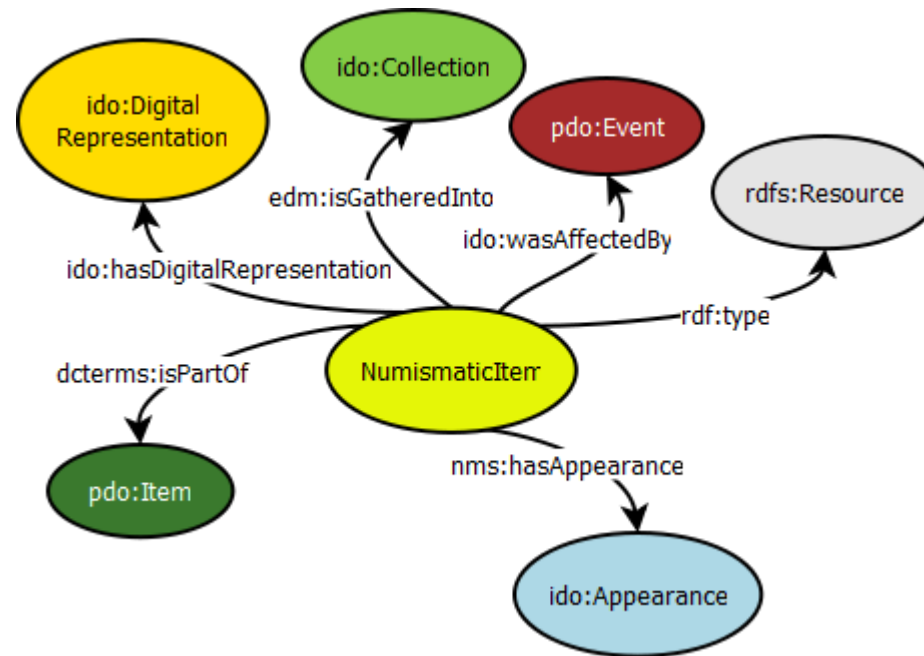 ido:Collection
ido:Digital
Representation
pdo:Event
rdfs:Resource
edm:isGatheredInto
ido:wasAffectedBy
ido:hasDigitalRepresentation
rdf:type
dcterms:isPartOf
NumismaticItem
nms:hasAppearance
pdo:Item
ido:Appearance